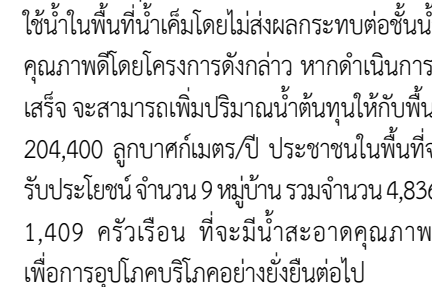 ใช้น้ำในพื้นที่น้ำเค็มโดยไม่ส่งผลกระทบต่อชั้นน้ำ
คุณภาพดีโดยโครงการดังกล่าว หากดำเนินการ
เสร็จ จะสามารถเพิ่มปริมาณน้ำต้นทุนให้กับพื้น
204,400 ลูกบาศก์เมตร/ปี ประชาชนในพื้นที่จ
รับประโยชน์ จำนวน 9 หมู่บ้าน รวมจำนวน 4,836
1,409 ครัวเรือน ที่จะมีน้ำสะอาดคุณภาพ
เพื่อการอุปโภคบริโภคอย่างยั่งยืนต่อไป